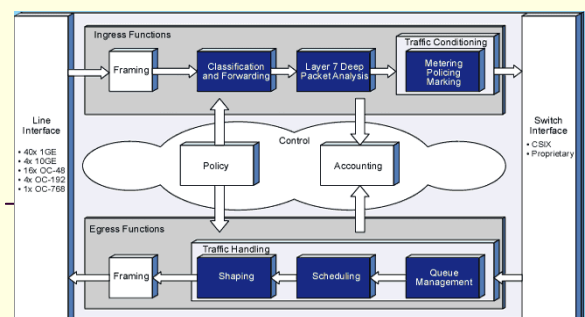 Ingress Functions
Framing
Classification
and Forwarding
Layer 7 Deep
Packet Analysis
Traffic Conditioning
Metering
Policing
Marking
Line
Interface
• 40x 1GE
• 4x 10GE
• 16x OC-48
• 4x OC-192
• 1x OC-768
Control
Policy
Accounting
Switch
Interface
• CSIX
• Proprietary
Egress Functions
Traffic Handling
Framing
Shaping
Scheduling
Queue
Management